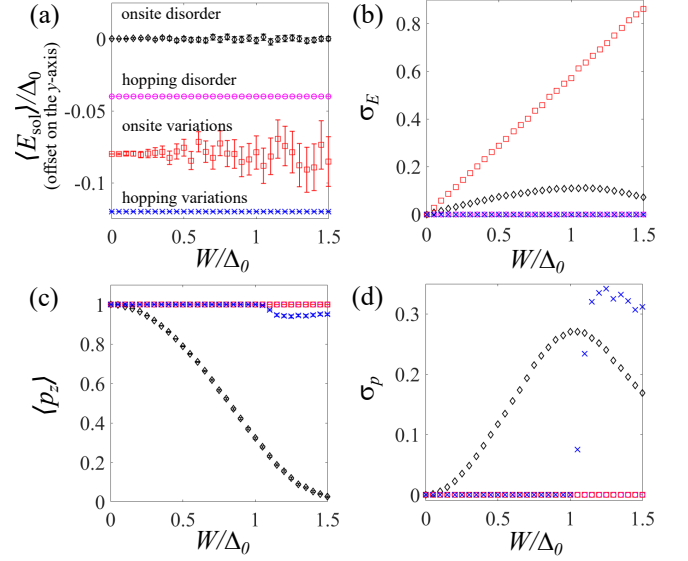 (a)
onsite disorder
hopping disorder
onsite variations
hopping variations
0
-0.05
-0.1
⟨E_sol⟩/Δ_0
(offset on the y-axis)
0 0.5 1 1.5
W/Δ_0
(b)
0.8
0.6
0.4
0.2
0
σ_E
0 0.5 1 1.5
W/Δ_0
(c)
1
0.8
0.6
0.4
0.2
0
⟨p_z⟩
0 0.5 1 1.5
W/Δ_0
(d)
0.3
0.2
0.1
0
σ_p
0 0.5 1 1.5
W/Δ_0